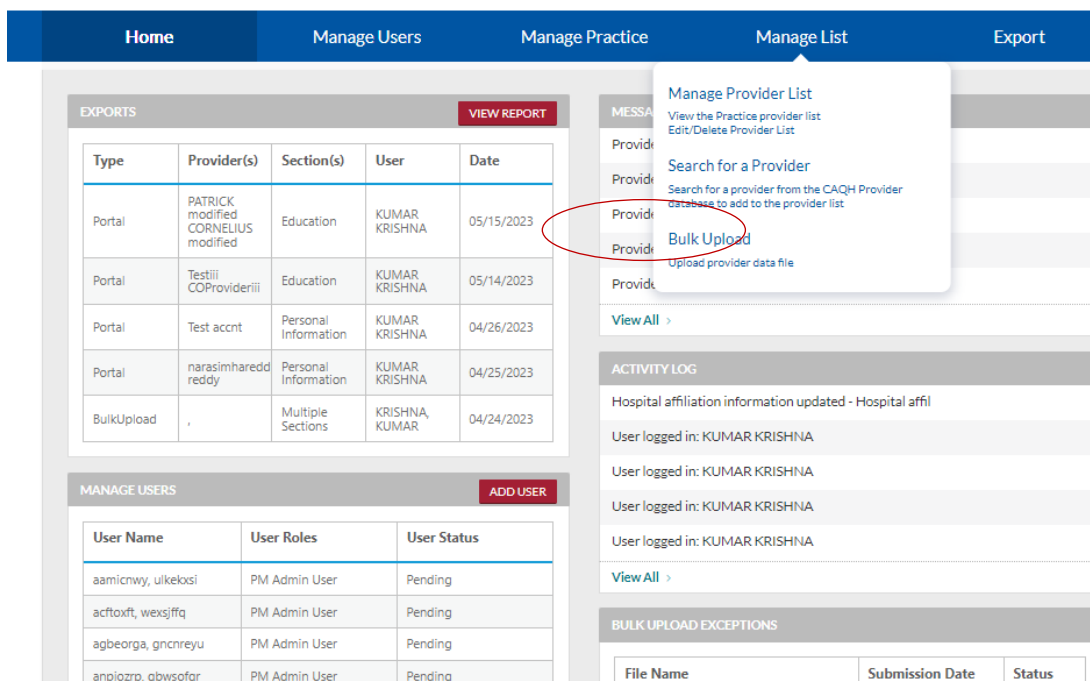 Home Manage Users Manage Practice Manage List Export
EXPORTS VIEW REPORT
Type Provider(s) Section(s) User Date
Portal PATRICK modified CORNELIUS modified Education KUMAR KRISHNA 05/15/2023
Portal Testiii COProvideriii Education KUMAR KRISHNA 05/14/2023
Portal Test accnt Personal Information KUMAR KRISHNA 04/26/2023
Portal narasimharedd reddy Personal Information KUMAR KRISHNA 04/25/2023
BulkUpload , Multiple Sections KRISHNA, KUMAR 04/24/2023
MANAGE USERS ADD USER
User Name User Roles User Status
aamicnwy, ulkekxsi PM Admin User Pending
acftoxft, wexsjffq PM Admin User Pending
agbeorga, gncnreyu PM Admin User Pending
anpiozrp, gbwsofqr PM Admin User Pending
Manage Provider List
View the Practice provider list
Edit/Delete Provider List
Search for a Provider
Search for a provider from the CAQH Provider
database to add to the provider list
Bulk Upload
Upload provider data file
MESSA
Provide
Provide
Provide
Provide
Provide
View All >
ACTIVITY LOG
Hospital affiliation information updated - Hospital affil
User logged in: KUMAR KRISHNA
User logged in: KUMAR KRISHNA
User logged in: KUMAR KRISHNA
User logged in: KUMAR KRISHNA
View All >
BULK UPLOAD EXCEPTIONS
File Name Submission Date Status